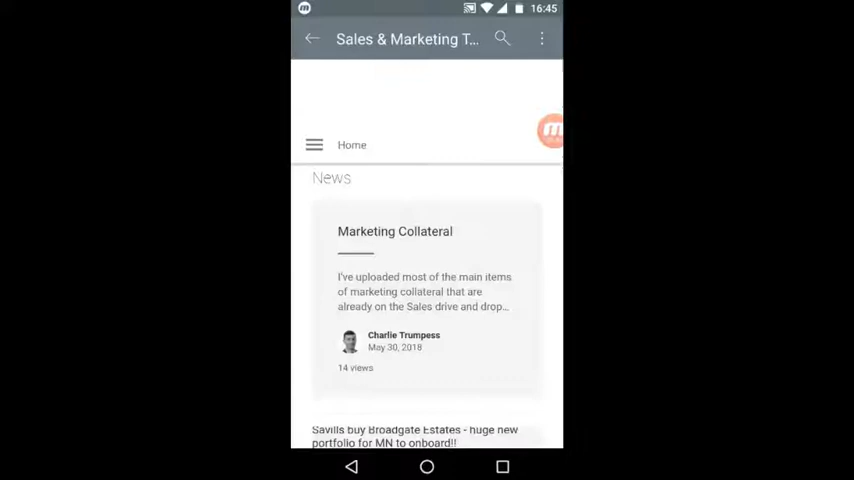 16:45
Sales & Marketing T...
Home
News
Marketing Collateral
I've uploaded most of the main items
of marketing collateral that are
already on the Sales drive and drop...
Charlie Trumpess
May 30, 2018
14 views
Savills buy Broadgate Estates - huge new
portfolio for MN to onboard!!